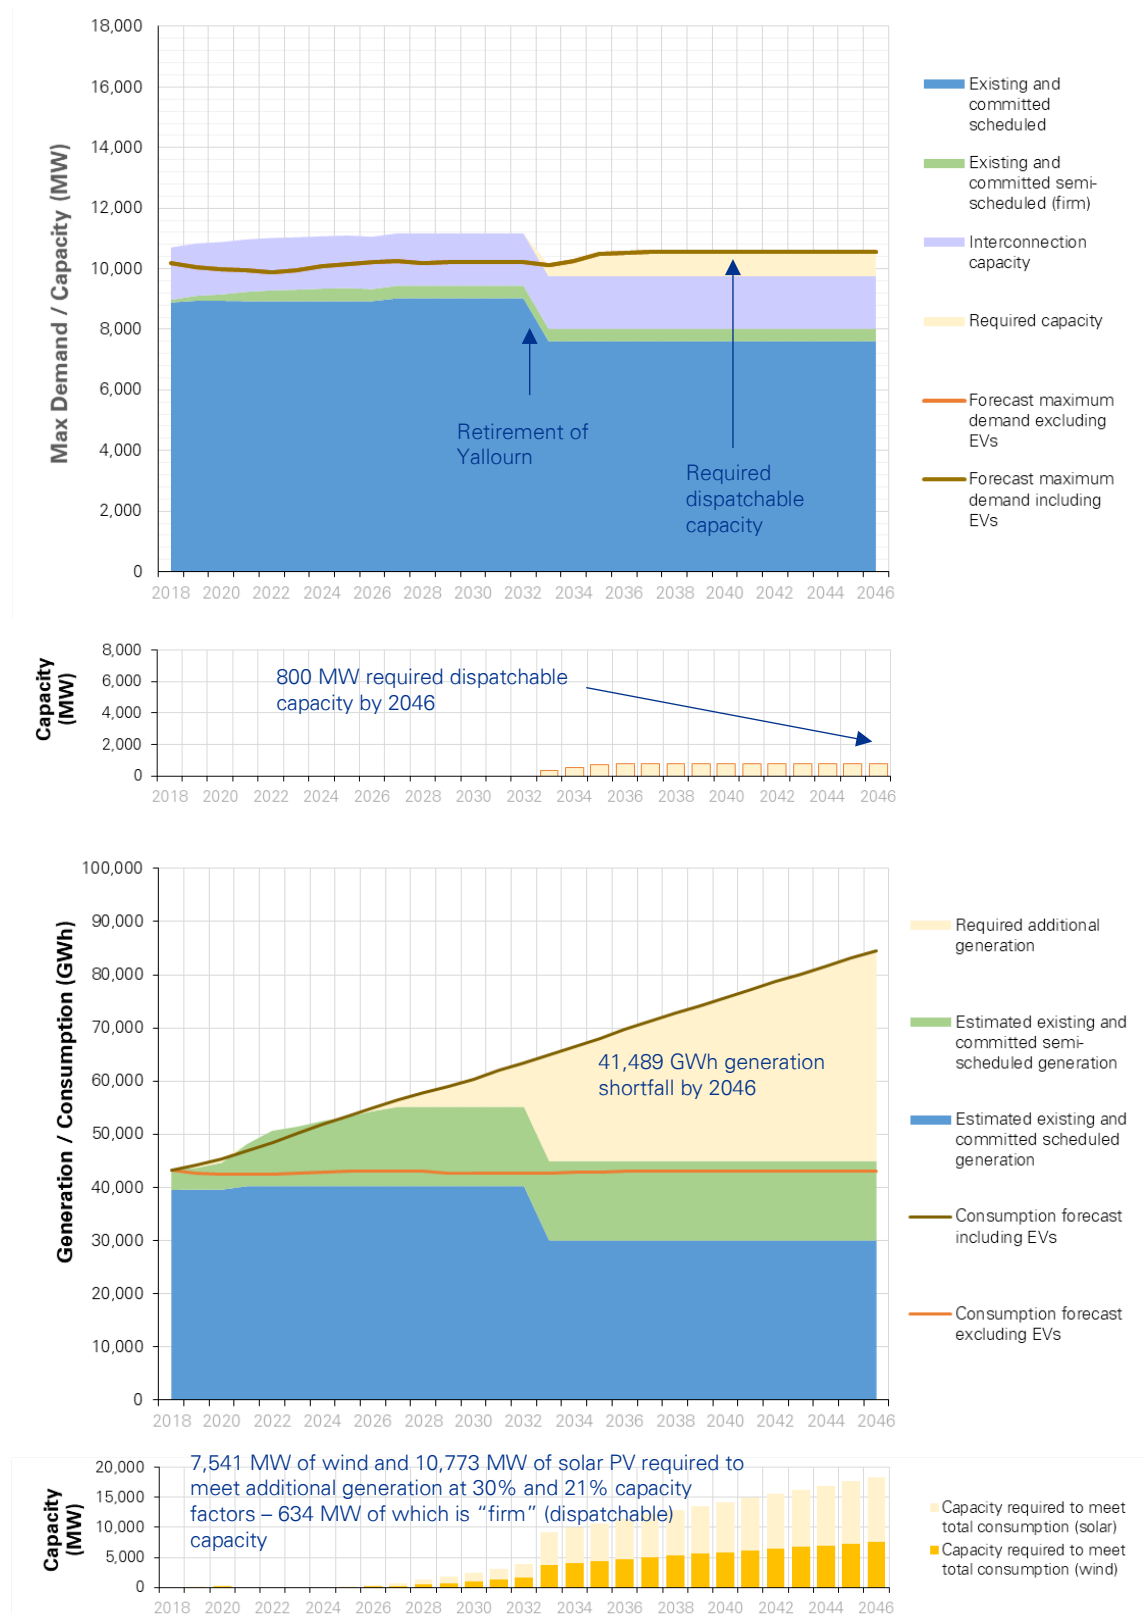 18,000
16,000
14,000
12,000
10,000
8,000
6,000
4,000
2,000
0
Max Demand / Capacity (MW)
2018 2020 2022 2024 2026 2028 2030 2032 2034 2036 2038 2040 2042 2044 2046
Retirement of
Yallourn
Required
dispatchable
capacity
Existing and
committed
scheduled
Existing and
committed semi-
scheduled (firm)
Interconnection
capacity
Required capacity
Forecast maximum
demand excluding
EVs
Forecast maximum
demand including
EVs
8,000
6,000
4,000
2,000
0
Capacity
(MW)
800 MW required dispatchable
capacity by 2046
2018 2020 2022 2024 2026 2028 2030 2032 2034 2036 2038 2040 2042 2044 2046
100,000
90,000
80,000
70,000
60,000
50,000
40,000
30,000
20,000
10,000
0
Generation / Consumption (GWh)
41,489 GWh generation
shortfall by 2046
2018 2020 2022 2024 2026 2028 2030 2032 2034 2036 2038 2040 2042 2044 2046
Required additional
generation
Estimated existing and
committed semi-
scheduled generation
Estimated existing and
committed scheduled
generation
Consumption forecast
including EVs
Consumption forecast
excluding EVs
20,000
15,000
10,000
5,000
0
Capacity
(MW)
7,541 MW of wind and 10,773 MW of solar PV required to
meet additional generation at 30% and 21% capacity
factors – 634 MW of which is “firm” (dispatchable)
capacity
2018 2020 2022 2024 2026 2028 2030 2032 2034 2036 2038 2040 2042 2044 2046
Capacity required to meet
total consumption (solar)
Capacity required to meet
total consumption (wind)